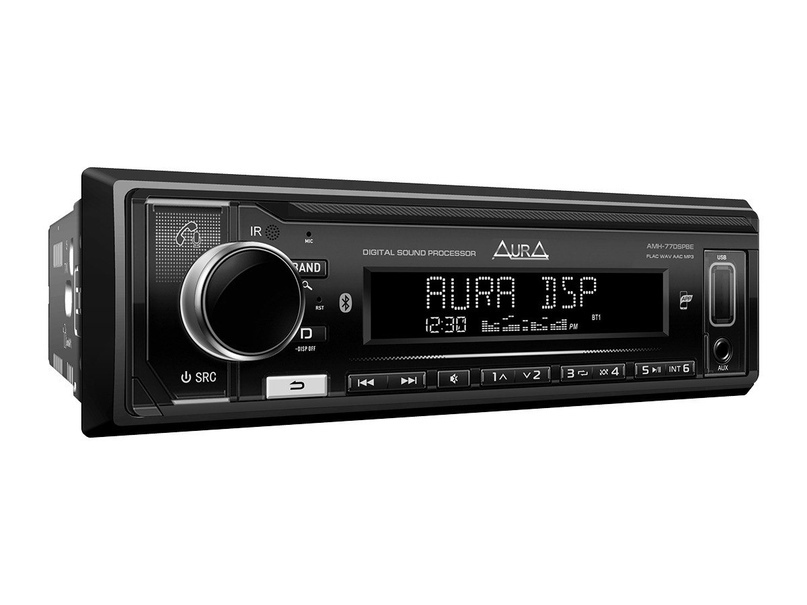 IR
MIC
BAND
RST
D
-DISP OFF
SRC
DIGITAL SOUND PROCESSOR
AURA
AMH-77DSPBE
FLAC WAV AAC MP3
AURA DSP
12:30
PM
BT1
1
2
3
4
5
INT 6
USB
APP
AUX